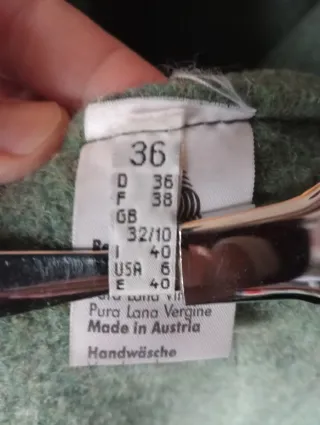 36
D 36
F 38
GB
32/10
I 40
USA 6
E 40
Pura Lana Vergine
Made in Austria
Handwäsche